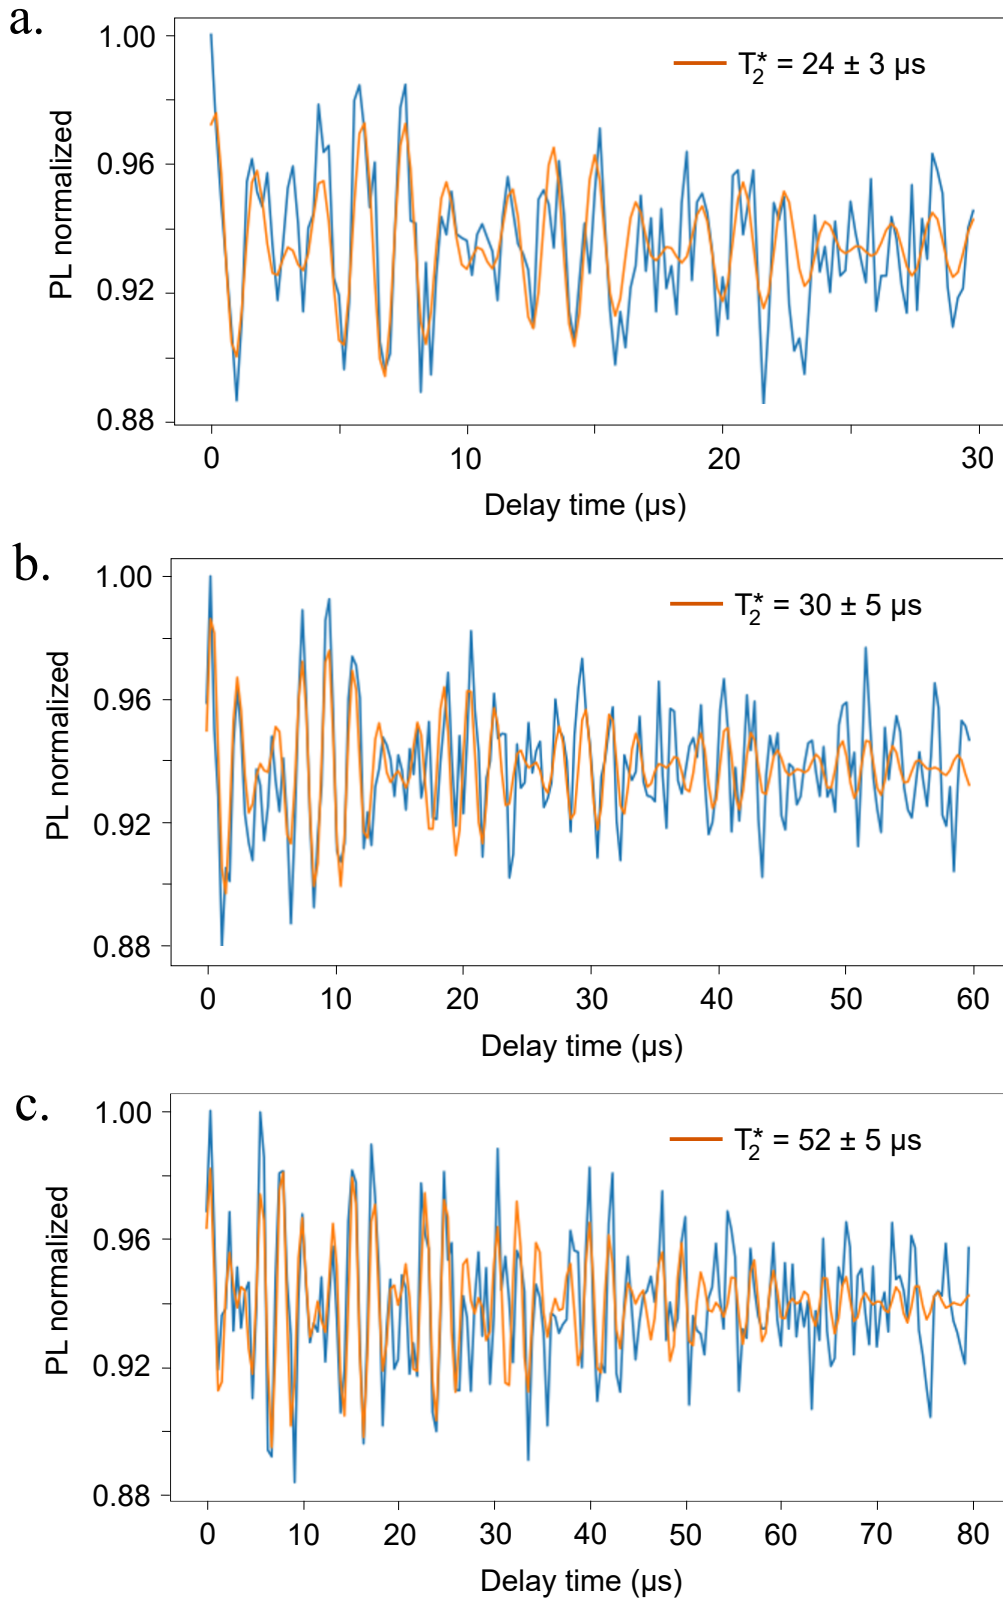 a.
1.00
0.96
0.92
0.88
PL normalized
T₂* = 24 ± 3 µs
0 10 20 30
Delay time (µs)
b.
1.00
0.96
0.92
0.88
PL normalized
T₂* = 30 ± 5 µs
0 10 20 30 40 50 60
Delay time (µs)
c.
1.00
0.96
0.92
0.88
PL normalized
T₂* = 52 ± 5 µs
0 10 20 30 40 50 60 70 80
Delay time (µs)